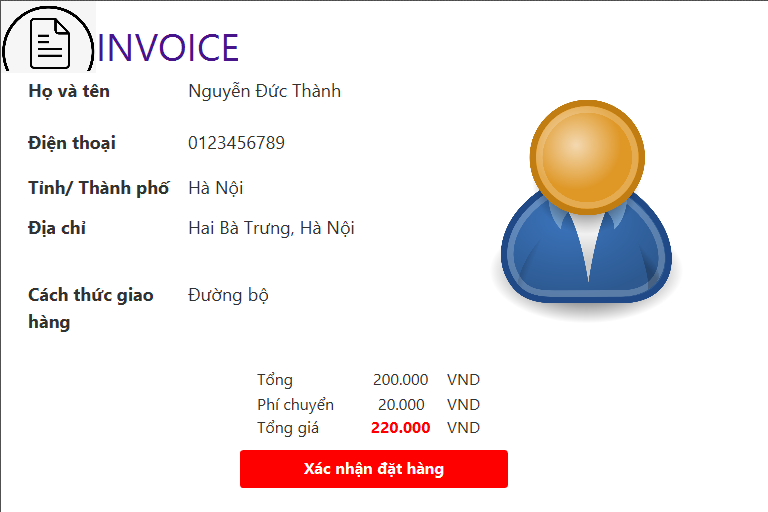 INVOICE
Họ và tên Nguyễn Đức Thành
Điện thoại 0123456789
Tỉnh/ Thành phố Hà Nội
Địa chỉ Hai Bà Trưng, Hà Nội
Cách thức giao hàng Đường bộ
Tổng 200.000 VND
Phí chuyển 20.000 VND
Tổng giá 220.000 VND
Xác nhận đặt hàng